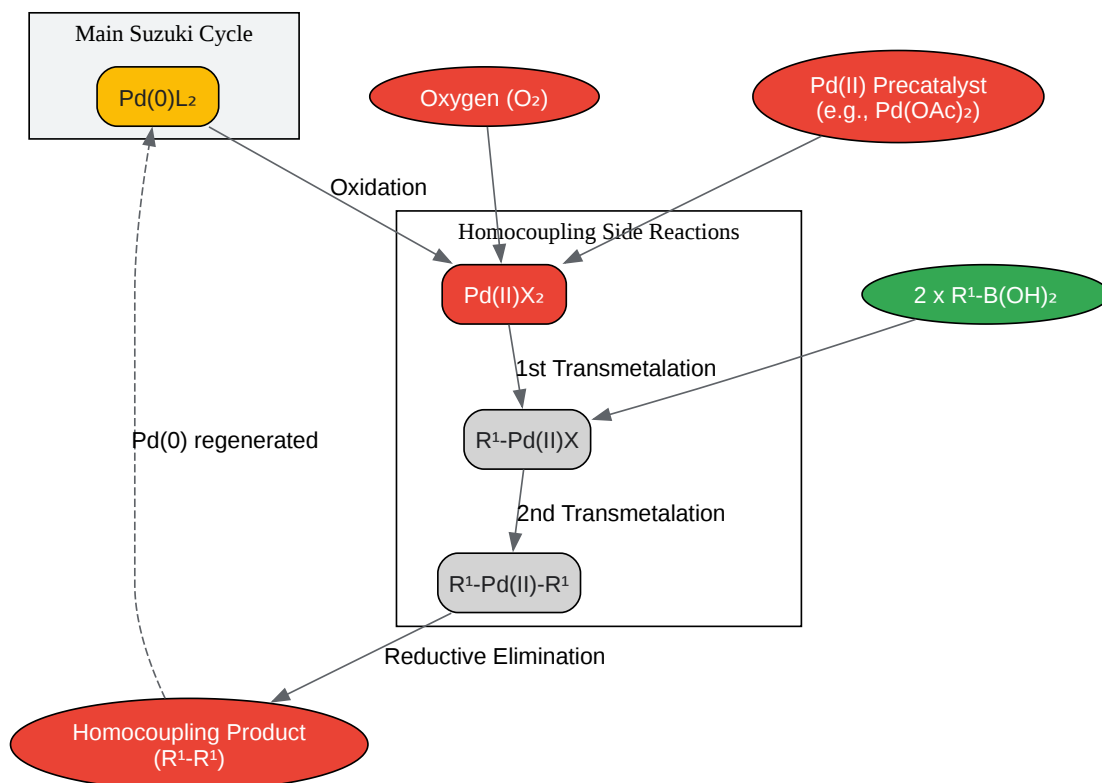 Main Suzuki Cycle
Pd(0)L₂
Oxygen (O₂)
Pd(II) Precatalyst
(e.g., Pd(OAc)₂)
Oxidation
Homocoupling Side Reactions
Pd(II)X₂
2 x R¹-B(OH)₂
1st Transmetalation
R¹-Pd(II)X
Pd(0) regenerated
2nd Transmetalation
R¹-Pd(II)-R¹
Reductive Elimination
Homocoupling Product
(R¹-R¹)